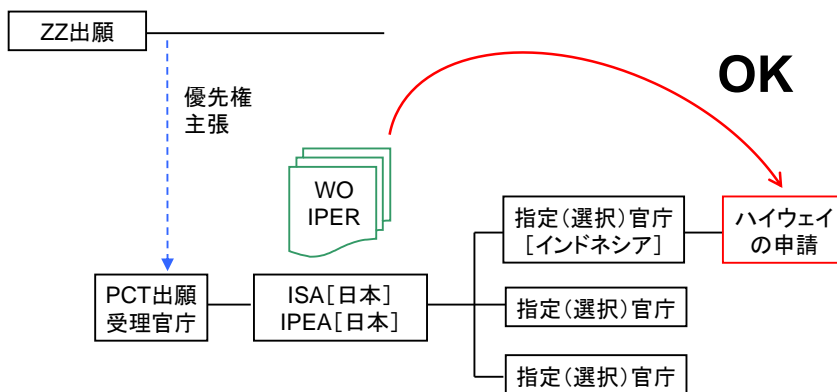 ZZ出願
優先権
主張
OK
WO
IPER
指定(選択)官庁
[インドネシア]
ハイウェイ
の申請
PCT出願
受理官庁
ISA[日本]
IPEA[日本]
指定(選択)官庁
指定(選択)官庁